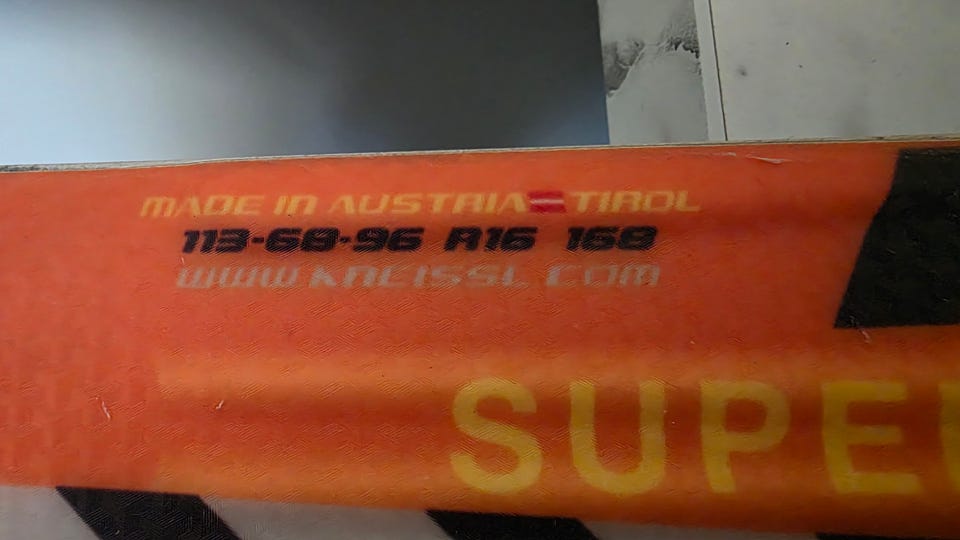 MADE IN AUSTRIA TIROL
113-68-96 R16 168
WWW.KNEISSL.COM
SUPE